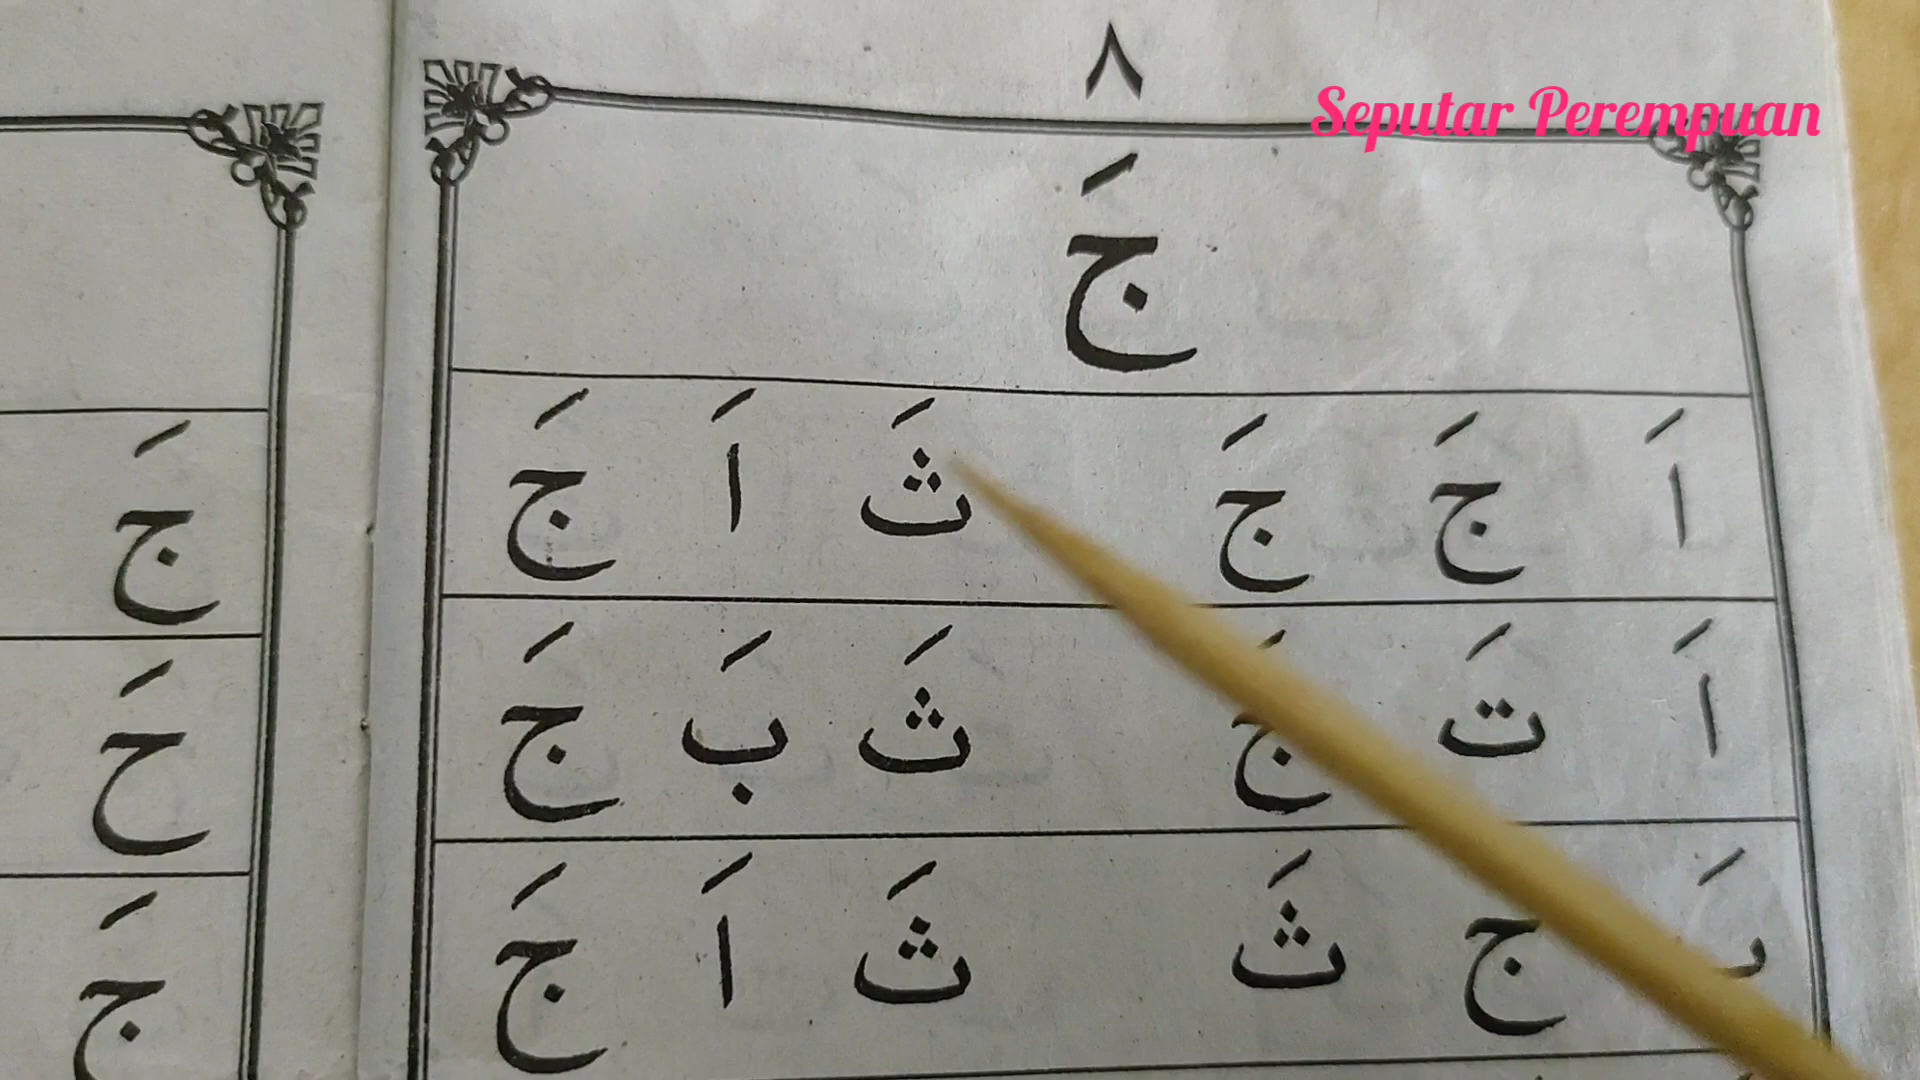 ٨
Seputar Perempuan
جَ
اَ جَ جَ ثَ اَ جَ
اَ تَ جَ ثَ بَ جَ
جَ ثَ ثَ اَ جَ
جَ
حَ
جَ